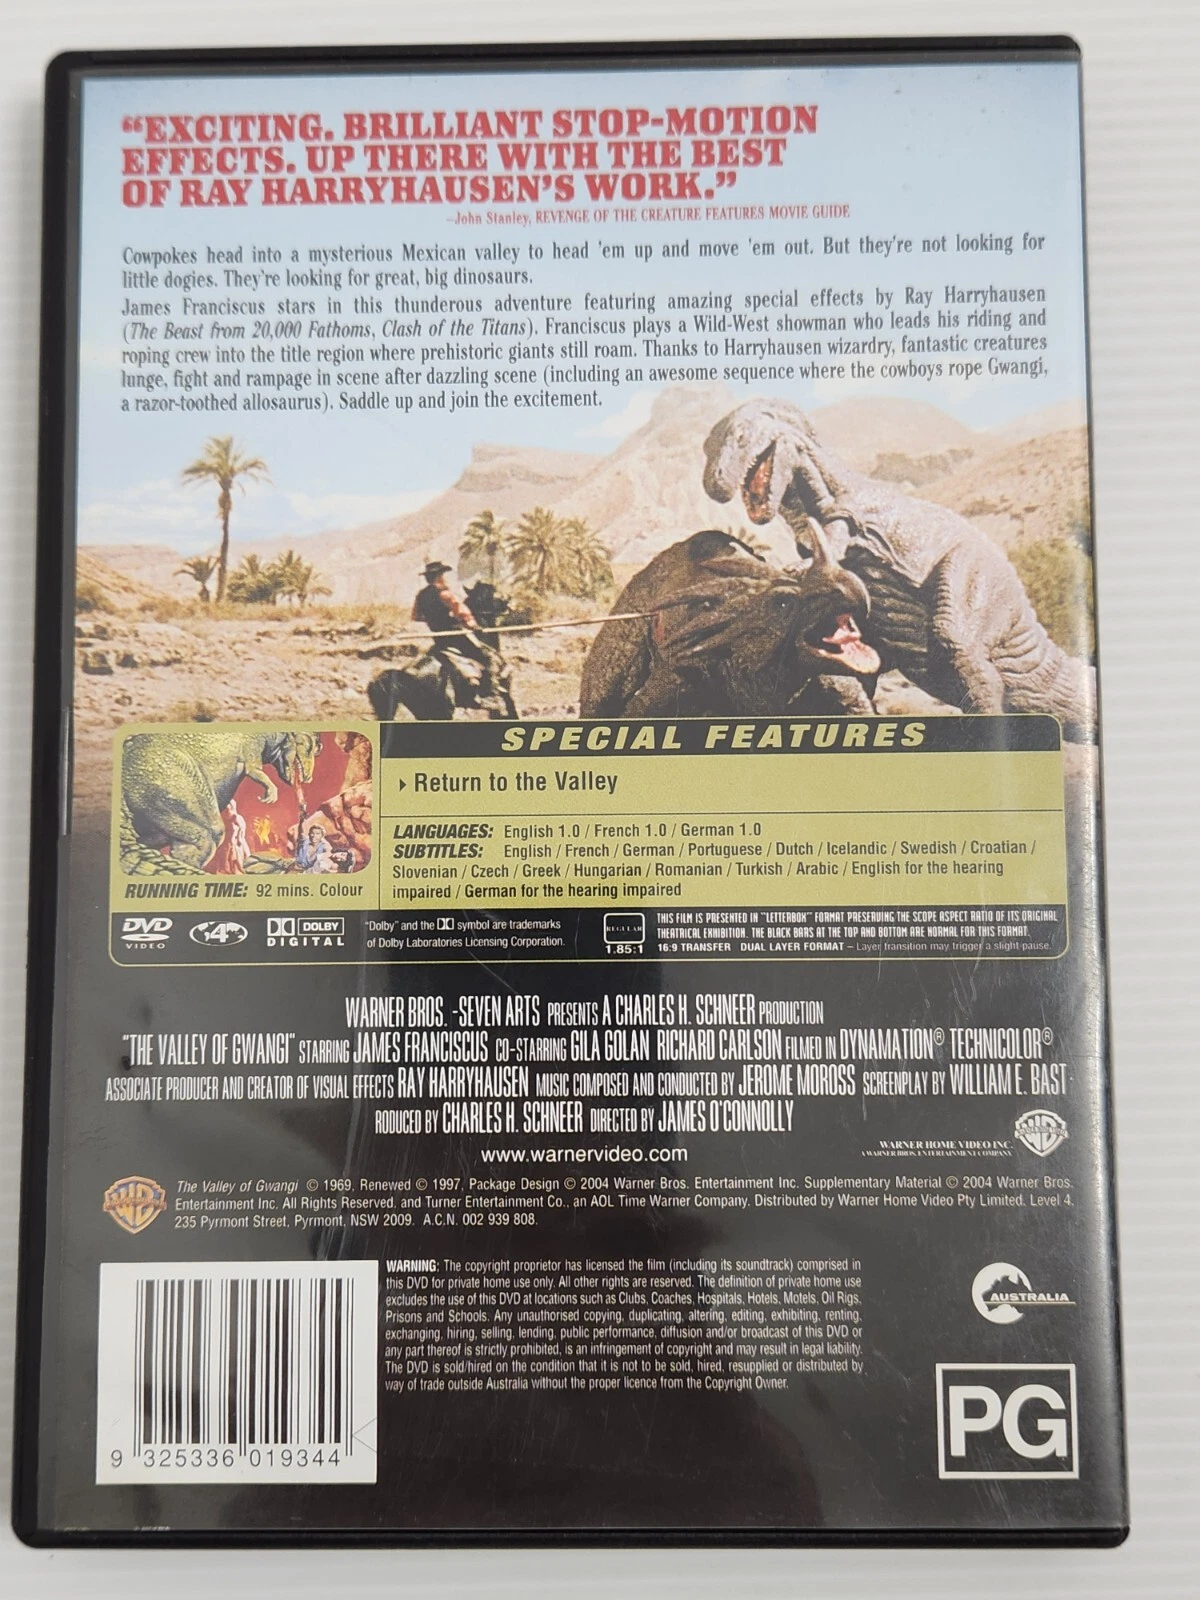 “EXCITING. BRILLIANT STOP-MOTION
EFFECTS. UP THERE WITH THE BEST
OF RAY HARRYHAUSEN’S WORK.”
–John Stanley, REVENGE OF THE CREATURE FEATURES MOVIE GUIDE
Cowpokes head into a mysterious Mexican valley to head 'em up and move 'em out. But they're not looking for
little dogies. They're looking for great, big dinosaurs.
James Franciscus stars in this thunderous adventure featuring amazing special effects by Ray Harryhausen
(The Beast from 20,000 Fathoms, Clash of the Titans). Franciscus plays a Wild-West showman who leads his riding and
roping crew into the title region where prehistoric giants still roam. Thanks to Harryhausen wizardry, fantastic creatures
lunge, fight and rampage in scene after dazzling scene (including an awesome sequence where the cowboys rope Gwangi,
a razor-toothed allosaurus). Saddle up and join the excitement.
SPECIAL FEATURES
Return to the Valley
LANGUAGES: English 1.0 / French 1.0 / German 1.0
SUBTITLES: English / French / German / Portuguese / Dutch / Icelandic / Swedish / Croatian /
Slovenian / Czech / Greek / Hungarian / Romanian / Turkish / Arabic / English for the hearing
impaired / German for the hearing impaired
RUNNING TIME: 92 mins. Colour
DVD VIDEO
4
DOLBY DIGITAL
"Dolby" and the symbol are trademarks
of Dolby Laboratories Licensing Corporation.
REGULAR
1.85:1
THIS FILM IS PRESENTED IN "LETTERBOX" FORMAT PRESERVING THE SCOPE ASPECT RATIO OF ITS ORIGINAL
THEATRICAL EXHIBITION. THE BLACK BARS AT THE TOP AND BOTTOM ARE NORMAL FOR THIS FORMAT.
16:9 TRANSFER DUAL LAYER FORMAT – Layer transition may trigger a slight pause.
WARNER BROS. -SEVEN ARTS PRESENTS A CHARLES H. SCHNEER PRODUCTION
"THE VALLEY OF GWANGI" STARRING JAMES FRANCISCUS CO-STARRING GILA GOLAN RICHARD CARLSON FILMED IN DYNAMATION® TECHNICOLOR®
ASSOCIATE PRODUCER AND CREATOR OF VISUAL EFFECTS RAY HARRYHAUSEN MUSIC COMPOSED AND CONDUCTED BY JEROME MOROSS SCREENPLAY BY WILLIAM E. BAST
RODUCED BY CHARLES H. SCHNEER DIRECTED BY JAMES O'CONNOLLY
WARNER HOME VIDEO INC.
A WARNER BROS. ENTERTAINMENT COMPANY
www.warnervideo.com
The Valley of Gwangi © 1969, Renewed © 1997, Package Design © 2004 Warner Bros. Entertainment Inc. Supplementary Material © 2004 Warner Bros.
Entertainment Inc. All Rights Reserved. and Turner Entertainment Co., an AOL Time Warner Company. Distributed by Warner Home Video Pty Limited. Level 4.
235 Pyrmont Street, Pyrmont, NSW 2009. A.C.N. 002 939 808.
WARNING: The copyright proprietor has licensed the film (including its soundtrack) comprised in
this DVD for private home use only. All other rights are reserved. The definition of private home use
excludes the use of this DVD at locations such as Clubs, Coaches, Hospitals, Hotels, Motels, Oil Rigs,
Prisons and Schools. Any unauthorised copying, duplicating, altering, editing, exhibiting, renting,
exchanging, hiring, selling, lending, public performance, diffusion and/or broadcast of this DVD or
any part thereof is strictly prohibited, is an infringement of copyright and may result in legal liability.
The DVD is sold/hired on the condition that it is not to be sold, hired, resupplied or distributed by
way of trade outside Australia without the proper licence from the Copyright Owner.
AUSTRALIA
PG
9 325336 019344